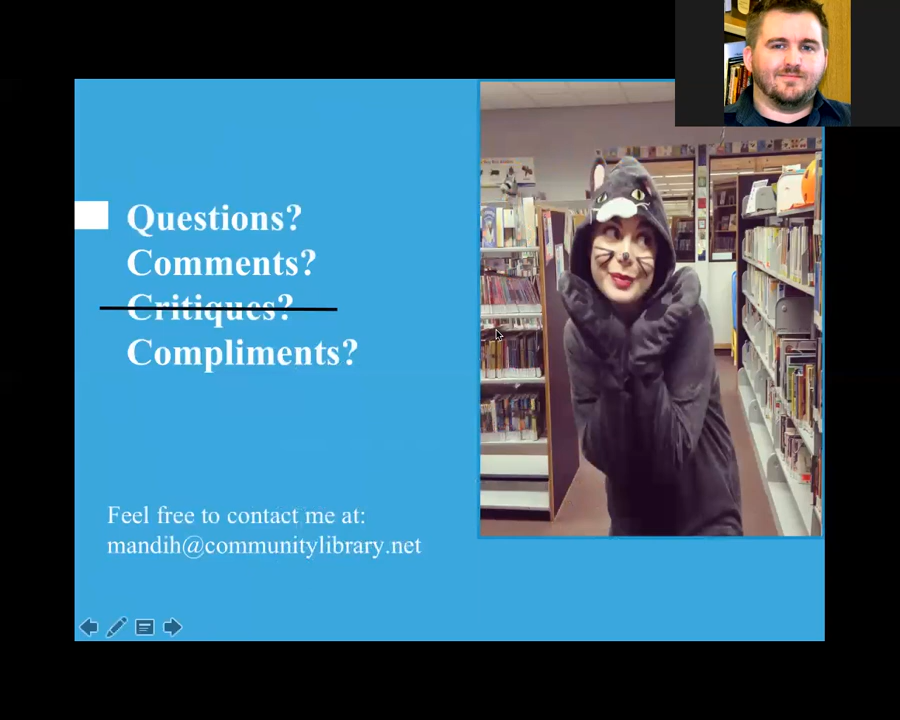 Questions?
Comments?
Critiques?
Compliments?
Feel free to contact me at:
mandih@communitylibrary.net